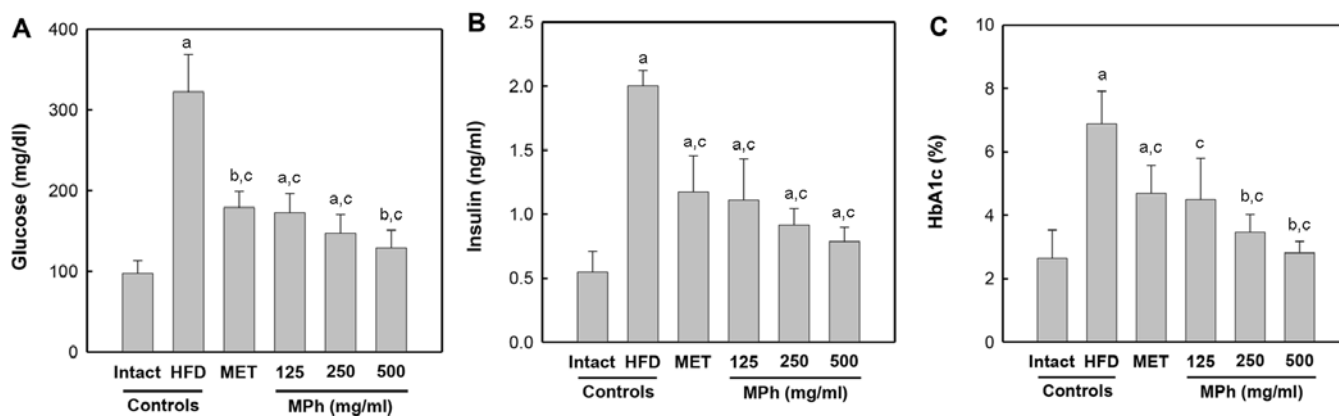 A
Glucose (mg/dl)
400
300
200
100
0
a
b,c
a,c
a,c
b,c
Intact HFD MET 125 250 500
Controls MPh (mg/ml)
B
Insulin (ng/ml)
2.5
2.0
1.5
1.0
0.5
0.0
a
a,c
a,c
a,c
a,c
Intact HFD MET 125 250 500
Controls MPh (mg/ml)
C
HbA1c (%)
10
8
6
4
2
0
a
a,c
c
b,c
b,c
Intact HFD MET 125 250 500
Controls MPh (mg/ml)